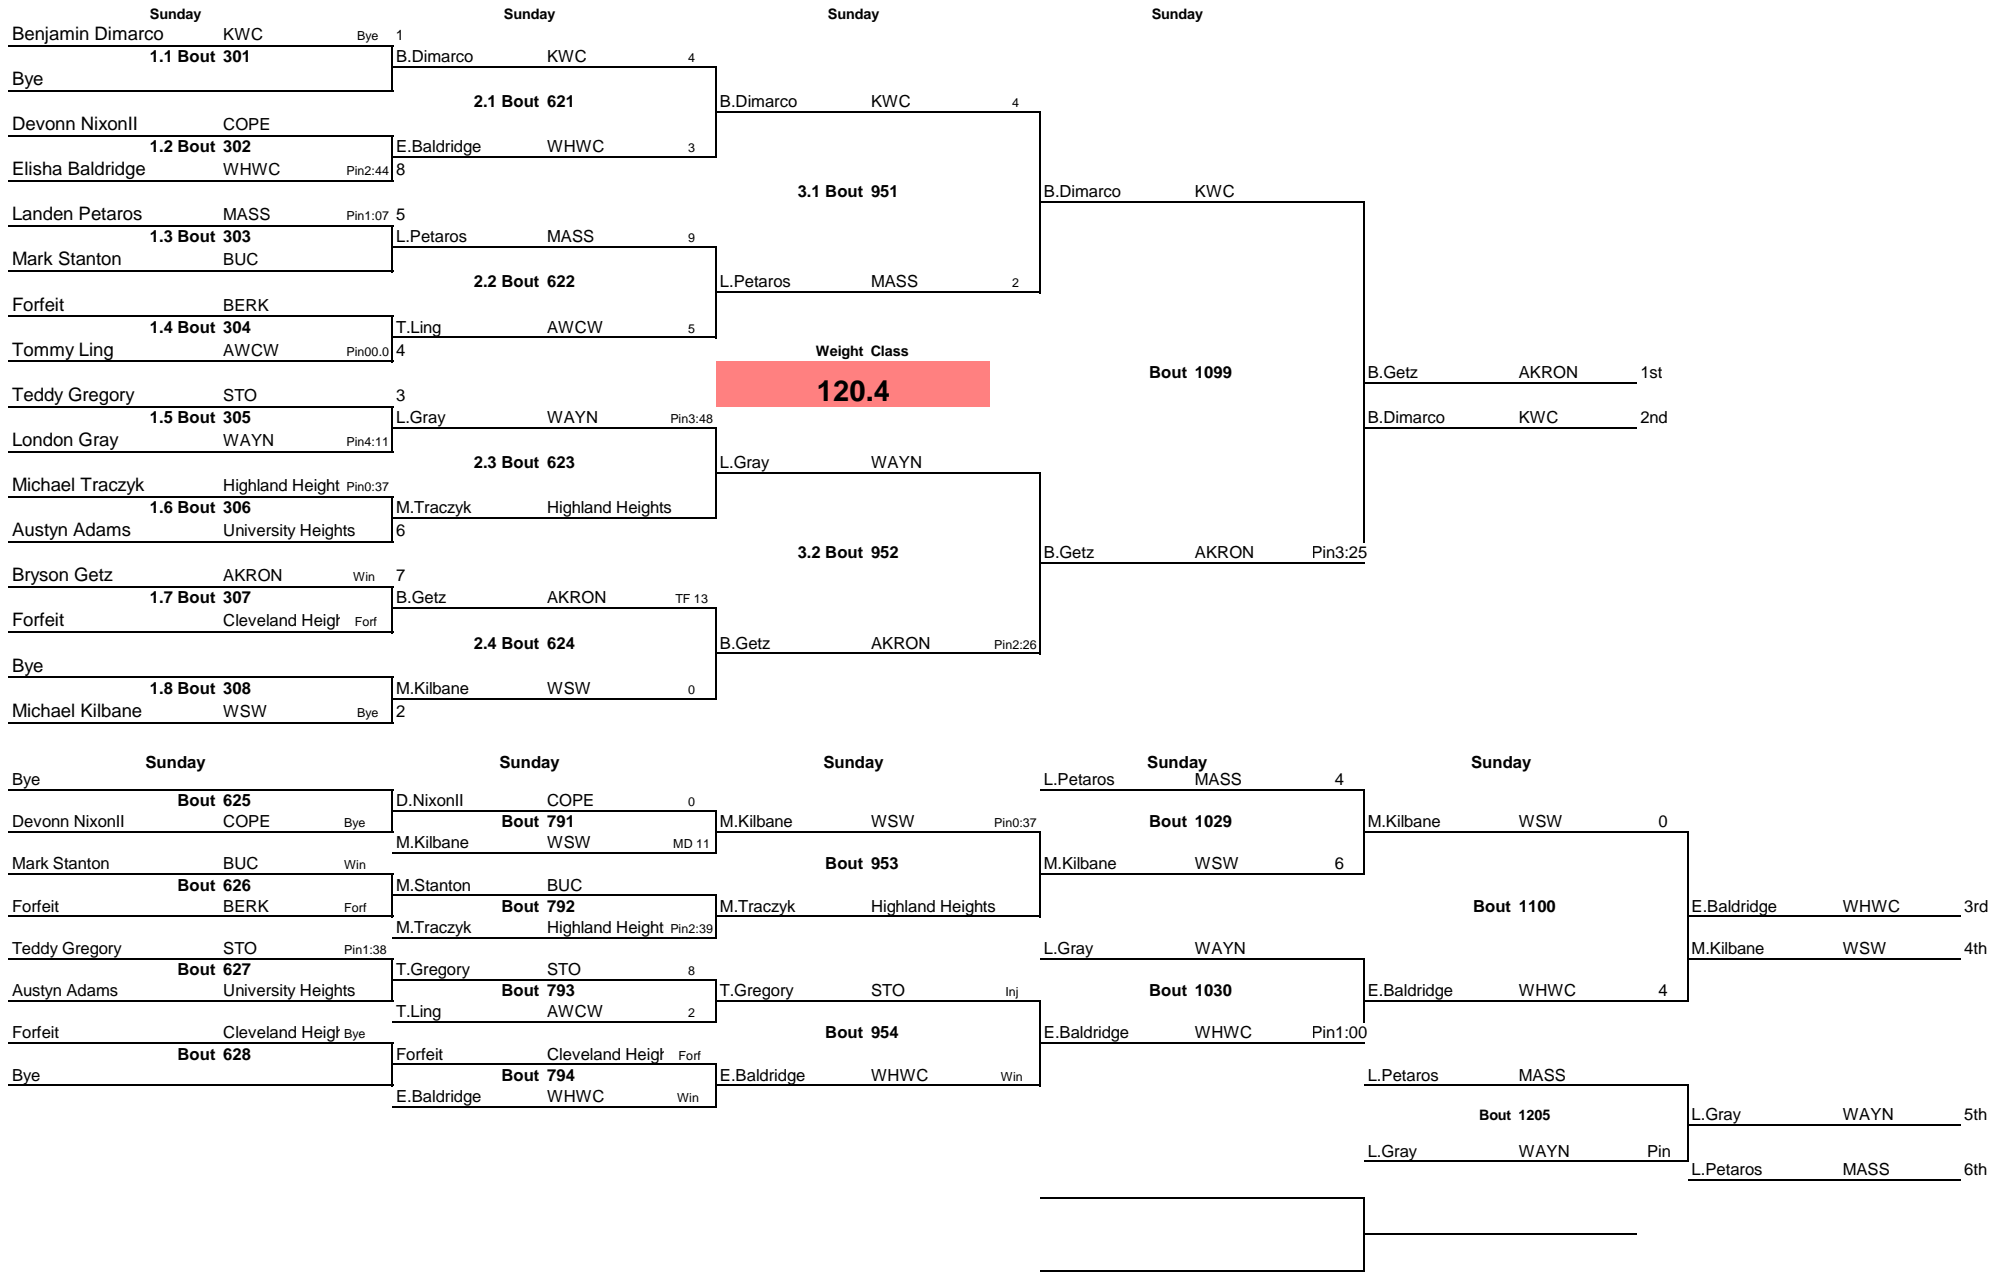 Sunday Sunday Sunday Sunday
Benjamin Dimarco KWC Bye 1
1.1 Bout 301 B.Dimarco KWC 4
Bye
2.1 Bout 621 B.Dimarco KWC 4
Devonn NixonII COPE
1.2 Bout 302 E.Baldridge WHWC 3
Elisha Baldridge WHWC Pin2:44 8
3.1 Bout 951 B.Dimarco KWC
Landen Petaros MASS Pin1:07 5
1.3 Bout 303 L.Petaros MASS 9
Mark Stanton BUC
2.2 Bout 622 L.Petaros MASS 2
Forfeit BERK
1.4 Bout 304 T.Ling AWCW 5
Tommy Ling AWCW Pin00.0 4
Weight Class
Bout 1099 B.Getz AKRON 1st
120.4
Teddy Gregory STO 3
1.5 Bout 305 L.Gray WAYN Pin3:48
B.Dimarco KWC 2nd
London Gray WAYN Pin4:11
2.3 Bout 623 L.Gray WAYN
Michael Traczyk Highland Height Pin0:37
1.6 Bout 306 M.Traczyk Highland Heights
Austyn Adams University Heights 6
3.2 Bout 952 B.Getz AKRON Pin3:25
Bryson Getz AKRON Win 7
1.7 Bout 307 B.Getz AKRON TF 13
Forfeit Cleveland Heigh Forf
2.4 Bout 624 B.Getz AKRON Pin2:26
Bye
1.8 Bout 308 M.Kilbane WSW 0
Michael Kilbane WSW Bye 2
Sunday Sunday Sunday Sunday Sunday
Bye L.Petaros MASS 4
Bout 625 D.NixonII COPE 0
Devonn NixonII COPE Bye Bout 791 M.Kilbane WSW Pin0:37 Bout 1029 M.Kilbane WSW 0
M.Kilbane WSW MD 11
Mark Stanton BUC Win Bout 953 M.Kilbane WSW 6
Bout 626 M.Stanton BUC
Forfeit BERK Forf Bout 792 M.Traczyk Highland Heights Bout 1100 E.Baldridge WHWC 3rd
M.Traczyk Highland Height Pin2:39
Teddy Gregory STO Pin1:38 L.Gray WAYN M.Kilbane WSW 4th
Bout 627 T.Gregory STO 8
Austyn Adams University Heights Bout 793 T.Gregory STO Inj Bout 1030 E.Baldridge WHWC 4
T.Ling AWCW 2
Forfeit Cleveland Heigh Bye Bout 954 E.Baldridge WHWC Pin1:00
Bout 628 Forfeit Cleveland Heigh Forf
Bye Bout 794 E.Baldridge WHWC Win L.Petaros MASS
E.Baldridge WHWC Win
Bout 1205 L.Gray WAYN 5th
L.Gray WAYN Pin
L.Petaros MASS 6th